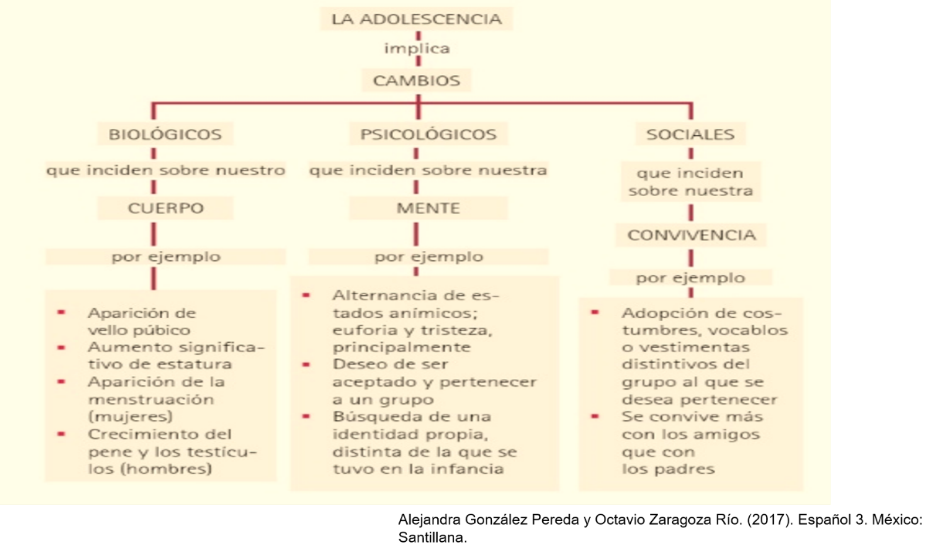 LA ADOLESCENCIA
implica
CAMBIOS
BIOLÓGICOS
que inciden sobre nuestro
CUERPO
por ejemplo
▪ Aparición de
vello púbico
▪ Aumento significa-
tivo de estatura
▪ Aparición de la
menstruación
(mujeres)
▪ Crecimiento del
pene y los testícu-
los (hombres)
PSICOLÓGICOS
que inciden sobre nuestra
MENTE
por ejemplo
▪ Alternancia de es-
tados anímicos;
euforia y tristeza,
principalmente
▪ Deseo de ser
aceptado y pertenecer
a un grupo
▪ Búsqueda de una
identidad propia,
distinta de la que se
tuvo en la infancia
SOCIALES
que inciden
sobre nuestra
CONVIVENCIA
por ejemplo
▪ Adopción de cos-
tumbres, vocablos
o vestimentas
distintivos del
grupo al que se
desea pertenecer
▪ Se convive más
con los amigos
que con
los padres
Alejandra González Pereda y Octavio Zaragoza Río. (2017). Español 3. México:
Santillana.